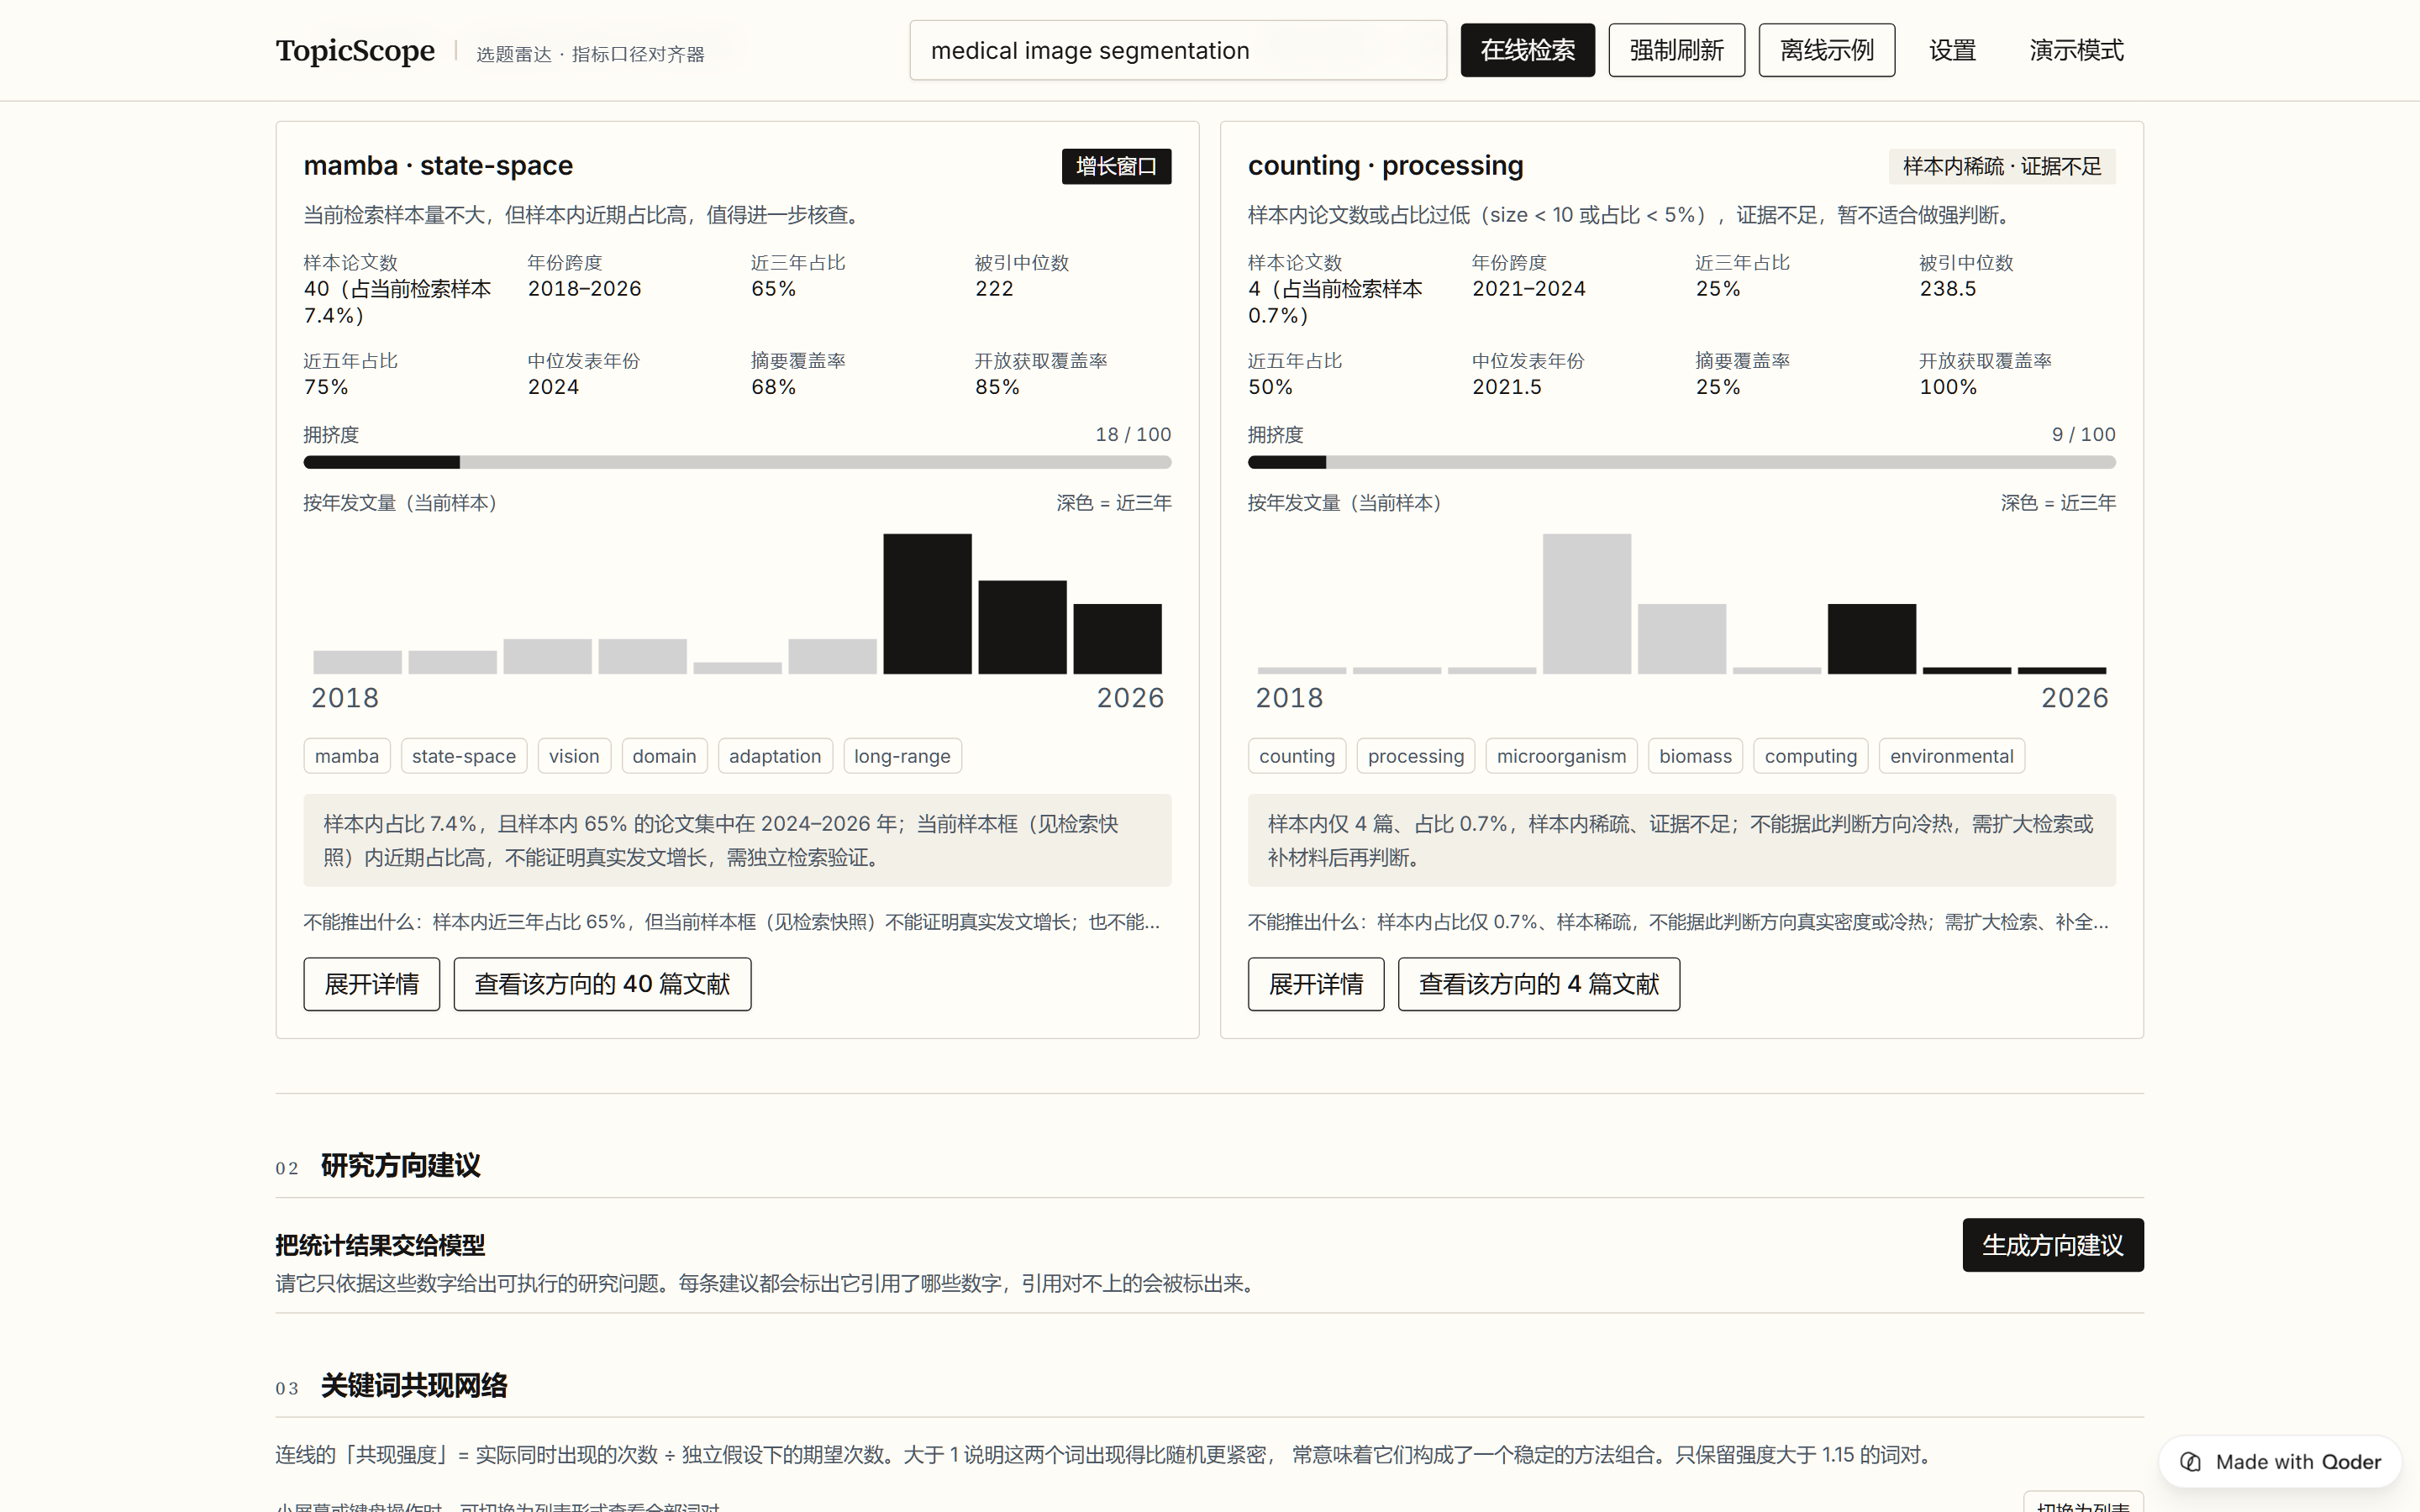 TopicScope
选题雷达 · 指标口径对齐器
medical image segmentation
在线检索
强制刷新
离线示例
设置
演示模式
mamba · state-space
增长窗口
当前检索样本量不大，但样本内近期占比高，值得进一步核查。
样本论文数
年份跨度
近三年占比
被引中位数
40（占当前检索样本
7.4%）
2018–2026
65%
222
近五年占比
中位发表年份
摘要覆盖率
开放获取覆盖率
75%
2024
68%
85%
拥挤度
18 / 100
按年发文量（当前样本）
深色 = 近三年
2018
2026
mamba
state-space
vision
domain
adaptation
long-range
样本内占比 7.4%，且样本内 65% 的论文集中在 2024–2026 年；当前样本框（见检索快
照）内近期占比高，不能证明真实发文增长，需独立检索验证。
不能推出什么：样本内近三年占比 65%，但当前样本框（见检索快照）不能证明真实发文增长；也不能...
展开详情
查看该方向的 40 篇文献
counting · processing
样本内稀疏 · 证据不足
样本内论文数或占比过低（size < 10 或占比 < 5%），证据不足，暂不适合做强判断。
样本论文数
年份跨度
近三年占比
被引中位数
4（占当前检索样本
0.7%）
2021–2024
25%
238.5
近五年占比
中位发表年份
摘要覆盖率
开放获取覆盖率
50%
2021.5
25%
100%
拥挤度
9 / 100
按年发文量（当前样本）
深色 = 近三年
2018
2026
counting
processing
microorganism
biomass
computing
environmental
样本内仅 4 篇、占比 0.7%，样本内稀疏、证据不足；不能据此判断方向冷热，需扩大检索或
补材料后再判断。
不能推出什么：样本内占比仅 0.7%、样本稀疏，不能据此判断方向真实密度或冷热；需扩大检索、补全...
展开详情
查看该方向的 4 篇文献
02 研究方向建议
把统计结果交给模型
请它只依据这些数字给出可执行的研究问题。每条建议都会标出它引用了哪些数字，引用对不上的会被标出来。
生成方向建议
03 关键词共现网络
连线的「共现强度」= 实际同时出现的次数 ÷ 独立假设下的期望次数。大于 1 说明这两个词出现得比随机更紧密， 常意味着它们构成了一个稳定的方法组合。只保留强度大于 1.15 的词对。
小屏幕或键盘操作时，可切换为列表形式查看全部词对
切换为列表
Made with Qoder